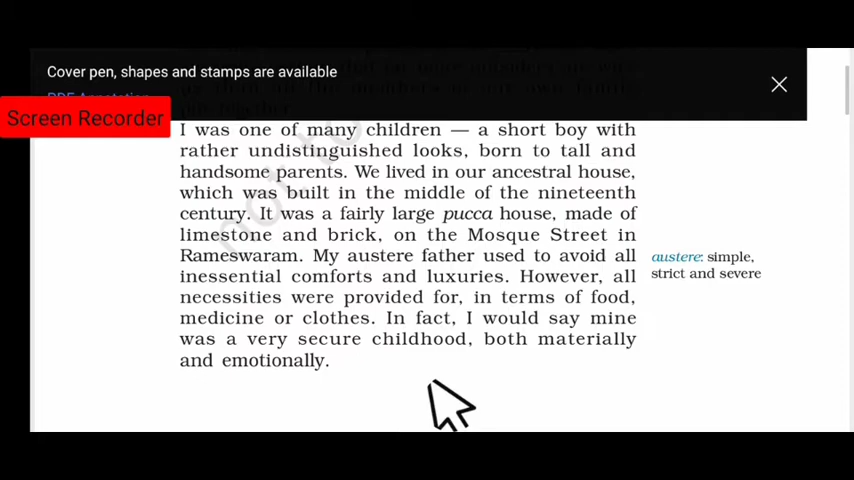 Cover pen, shapes and stamps are available
PDF Annotation
Screen Recorder
I was one of many children — a short boy with
rather undistinguished looks, born to tall and
handsome parents. We lived in our ancestral house,
which was built in the middle of the nineteenth
century. It was a fairly large pucca house, made of
limestone and brick, on the Mosque Street in
Rameswaram. My austere father used to avoid all
inessential comforts and luxuries. However, all
necessities were provided for, in terms of food,
medicine or clothes. In fact, I would say mine
was a very secure childhood, both materially
and emotionally.
austere: simple,
strict and severe
not to